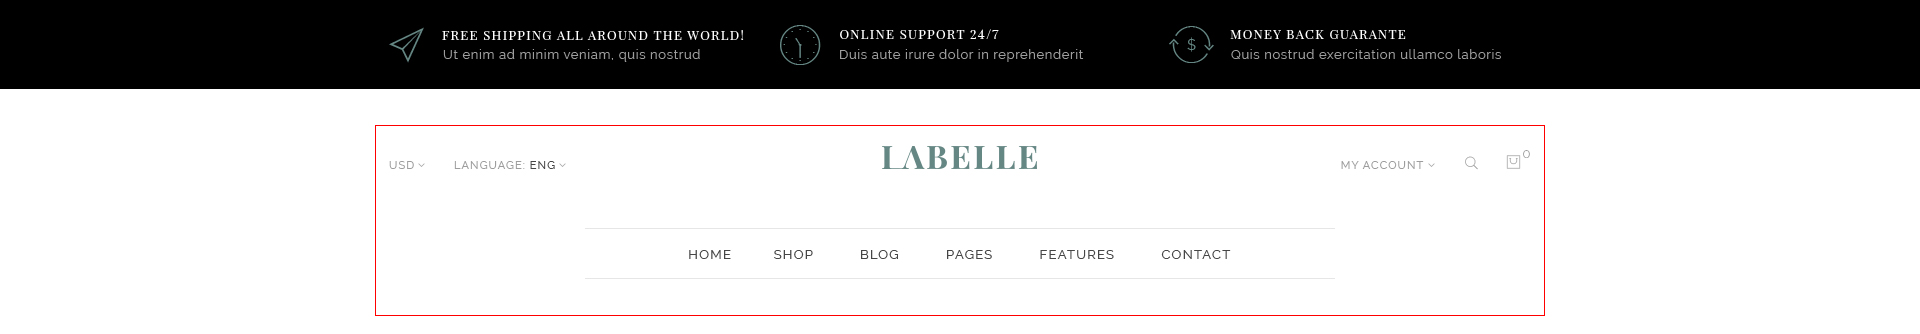 FREE SHIPPING ALL AROUND THE WORLD!
Ut enim ad minim veniam, quis nostrud
ONLINE SUPPORT 24/7
Duis aute irure dolor in reprehenderit
$
MONEY BACK GUARANTE
Quis nostrud exercitation ullamco laboris
USD
LANGUAGE: ENG
LABELLE
MY ACCOUNT
0
HOME SHOP BLOG PAGES FEATURES CONTACT